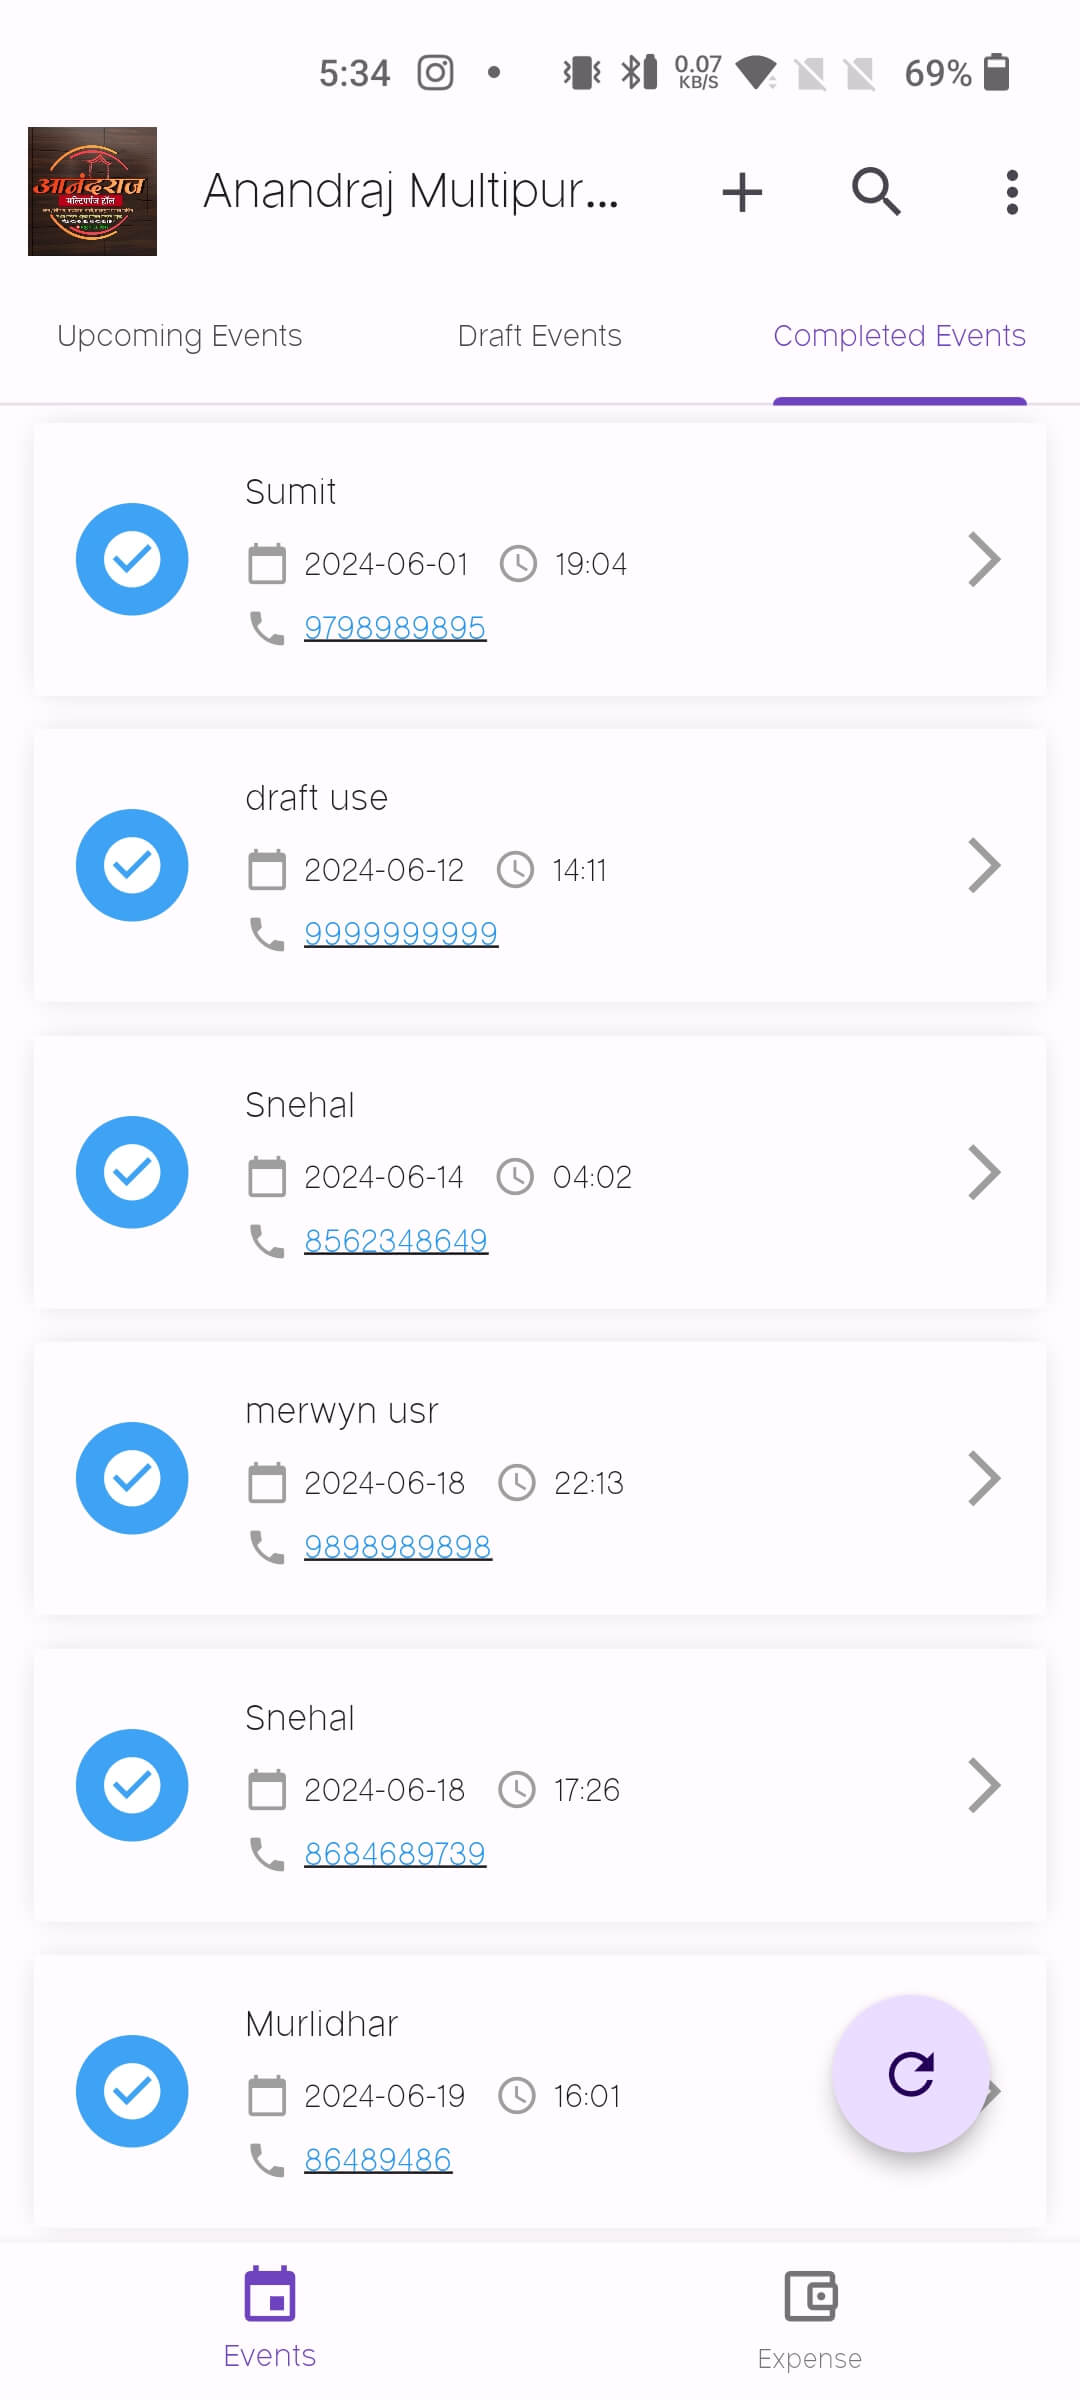 5:34 0.07 KB/S 69%
आनंदराज
मल्टिपर्पज हॉल
Anandraj Multipur...
Upcoming Events Draft Events Completed Events
Sumit
2024-06-01 19:04
9798989895
draft use
2024-06-12 14:11
9999999999
Snehal
2024-06-14 04:02
8562348649
merwyn usr
2024-06-18 22:13
9898989898
Snehal
2024-06-18 17:26
8684689739
Murlidhar
2024-06-19 16:01
86489486
Events Expense